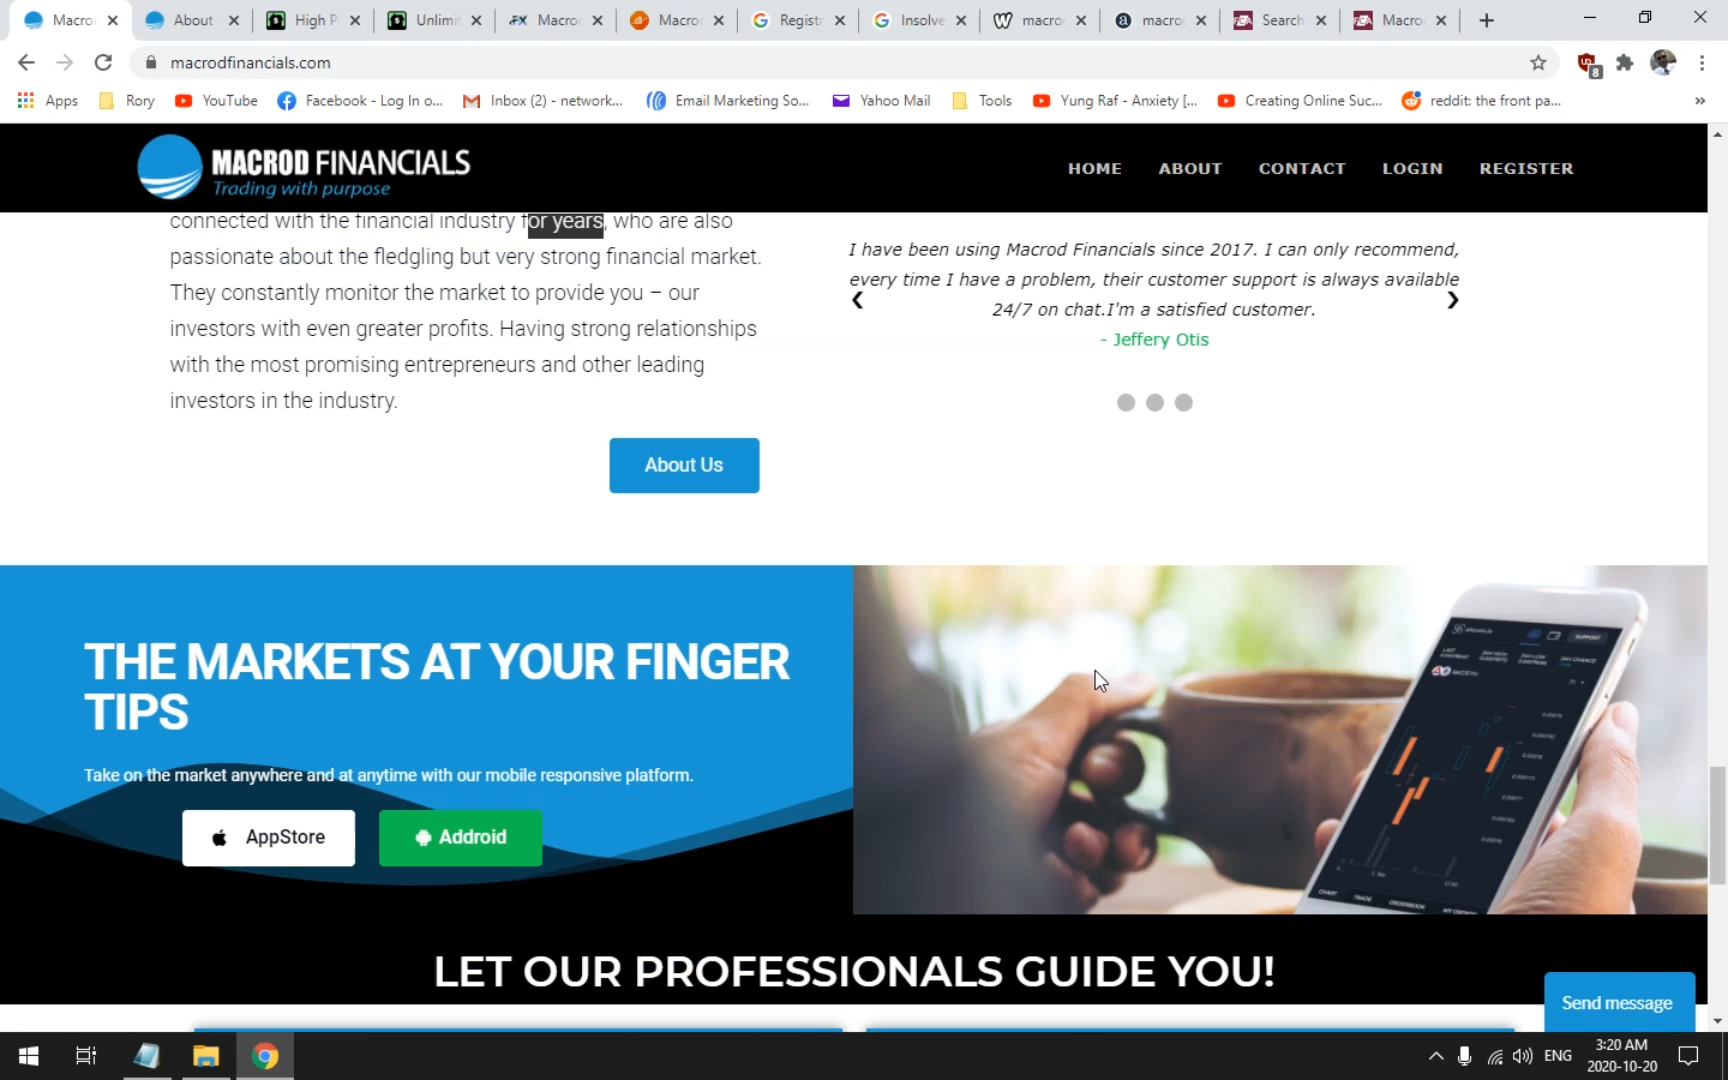 Macro
About
High P
Unlimi
Macro
Macro
Registr
Insolve
macro
macro
Search
Macro
macrodfinancials.com
8
Apps
Rory
YouTube
Facebook - Log In o...
Inbox (2) - network...
Email Marketing So...
Yahoo Mail
Tools
Yung Raf - Anxiety [...
Creating Online Suc...
reddit: the front pa...
»
MACROD FINANCIALS
Trading with purpose
HOME
ABOUT
CONTACT
LOGIN
REGISTER
connected with the financial industry for years, who are also
passionate about the fledgling but very strong financial market.
They constantly monitor the market to provide you – our
investors with even greater profits. Having strong relationships
with the most promising entrepreneurs and other leading
investors in the industry.
About Us
I have been using Macrod Financials since 2017. I can only recommend,
every time I have a problem, their customer support is always available
24/7 on chat.I'm a satisfied customer.
- Jeffery Otis
THE MARKETS AT YOUR FINGER
TIPS
Take on the market anywhere and at anytime with our mobile responsive platform.
AppStore
Addroid
SUPPORT
CHART
TRADE
ORDERBOOK
LET OUR PROFESSIONALS GUIDE YOU!
Send message
ENG
3:20 AM
2020-10-20